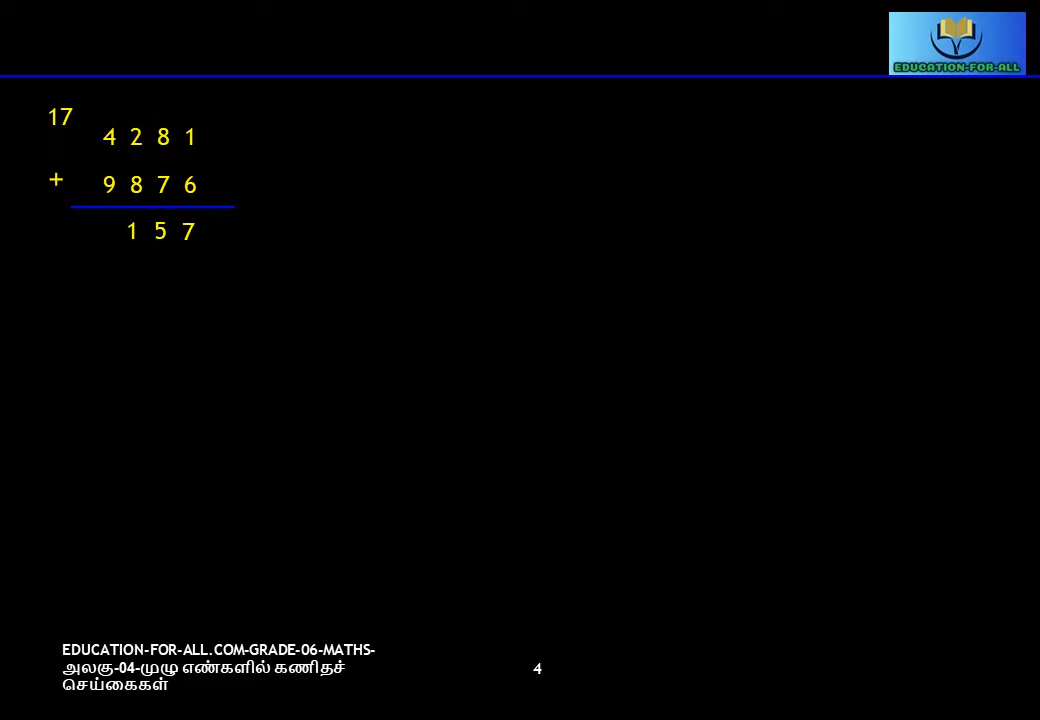 EDUCATION-FOR-ALL
17
4 2 8 1
+ 9 8 7 6
1 5 7
EDUCATION-FOR-ALL.COM-GRADE-06-MATHS-
அலகு-04-முழு எண்களில் கணிதச்
செய்கைகள்
4